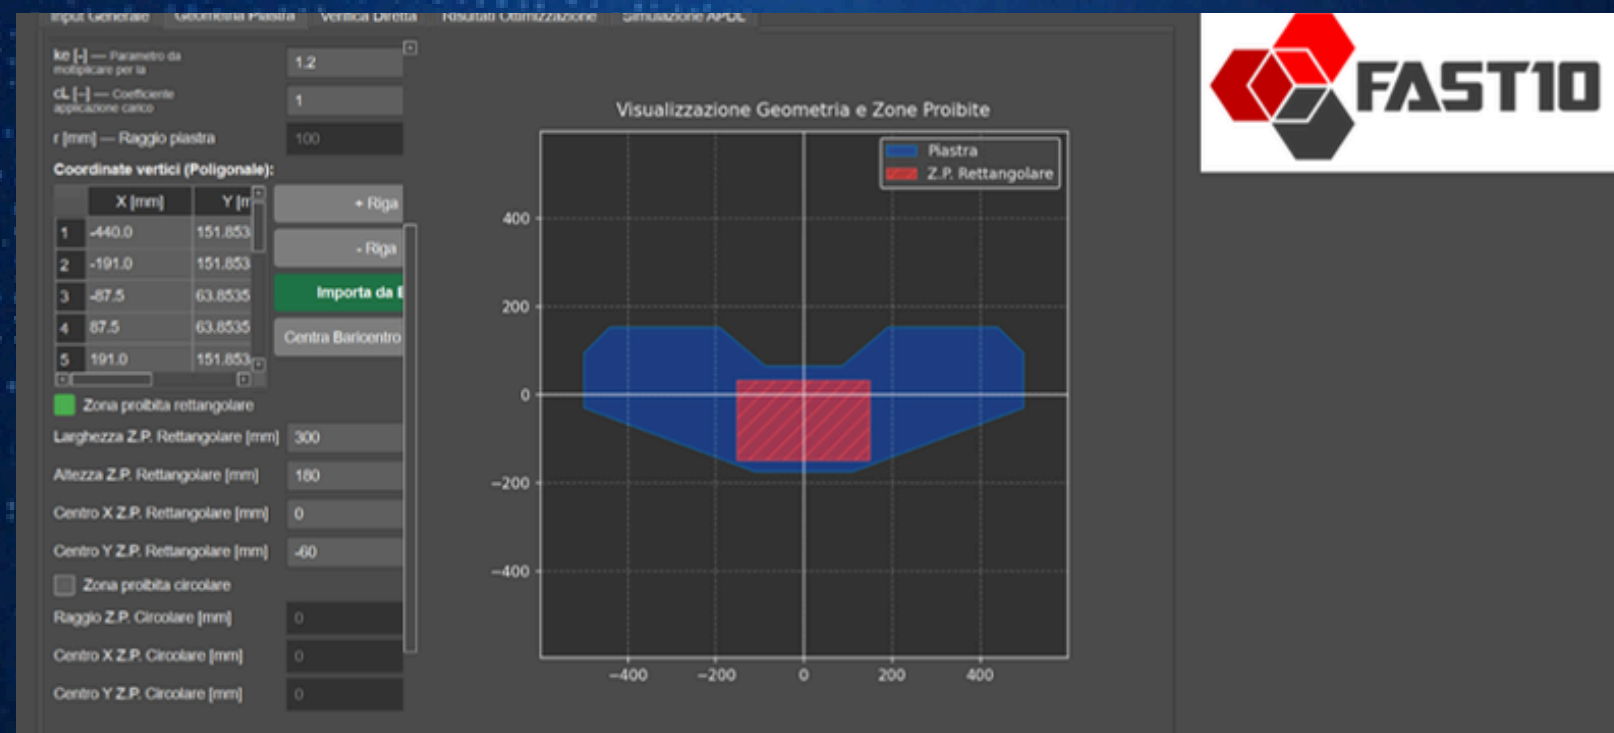 Input Generale Geometria Piastra Verifica Diretta Risultati Ottimizzazione Simulazione APDL
ke [-] — Parametro da
moltiplicare per la
1.2
cL [-] — Coefficiente
applicazione carico
1
r [mm] — Raggio piastra
100
Coordinate vertici (Poligonale):
X [mm] Y [m
1 -440.0 151.853
2 -191.0 151.853
3 -87.5 63.8535
4 87.5 63.8535
5 191.0 151.853
+ Riga
- Riga
Importa da E
Centra Baricentro
Zona proibita rettangolare
Larghezza Z.P. Rettangolare [mm] 300
Altezza Z.P. Rettangolare [mm] 180
Centro X Z.P. Rettangolare [mm] 0
Centro Y Z.P. Rettangolare [mm] -60
Zona proibita circolare
Raggio Z.P. Circolare [mm] 0
Centro X Z.P. Circolare [mm] 0
Centro Y Z.P. Circolare [mm] 0
Visualizzazione Geometria e Zone Proibite
Piastra
Z.P. Rettangolare
400
200
0
−200
−400
−400 −200 0 200 400
FAST10